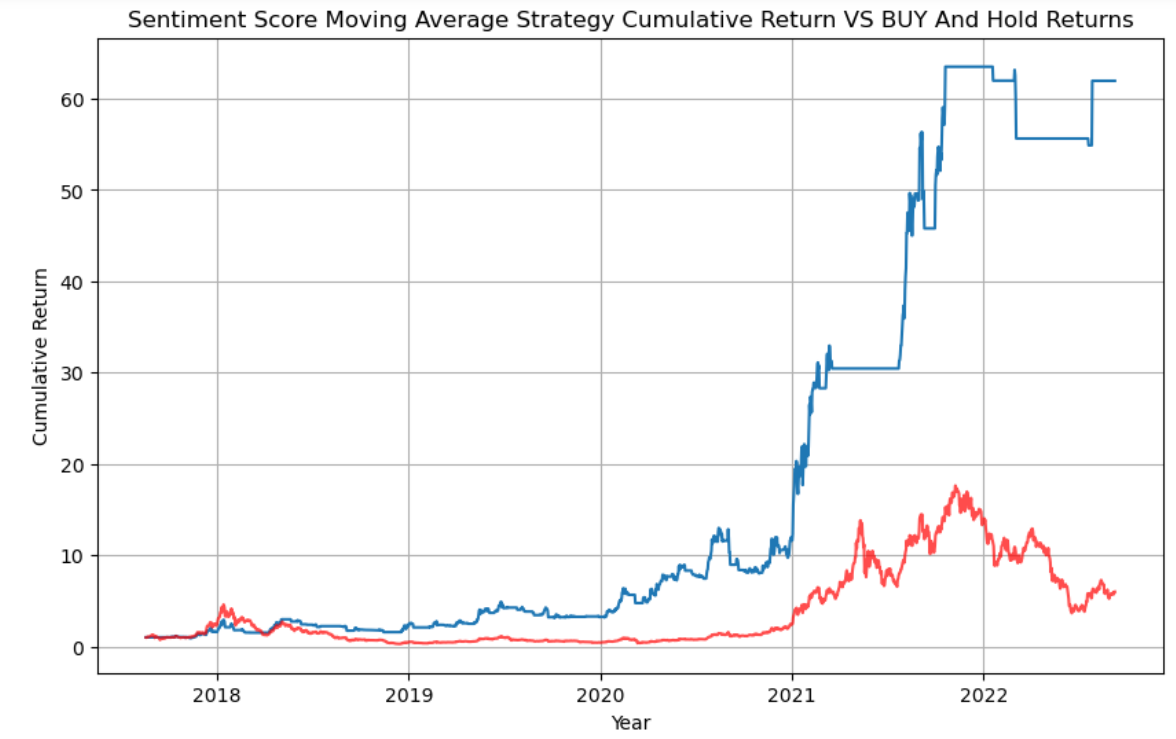 Sentiment Score Moving Average Strategy Cumulative Return VS BUY And Hold Returns
Cumulative Return
60
50
40
30
20
10
0
2018 2019 2020 2021 2022
Year